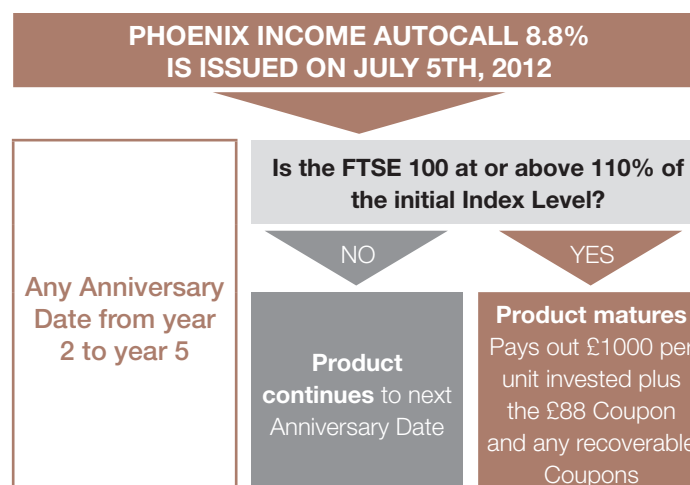 PHOENIX INCOME AUTOCALL 8.8%
IS ISSUED ON JULY 5TH, 2012
Is the FTSE 100 at or above 110% of
the initial Index Level?
NO
YES
Any Anniversary
Date from year
2 to year 5
Product
continues to next
Anniversary Date
Product matures
Pays out £1000 per
unit invested plus
the £88 Coupon
and any recoverable
Coupons